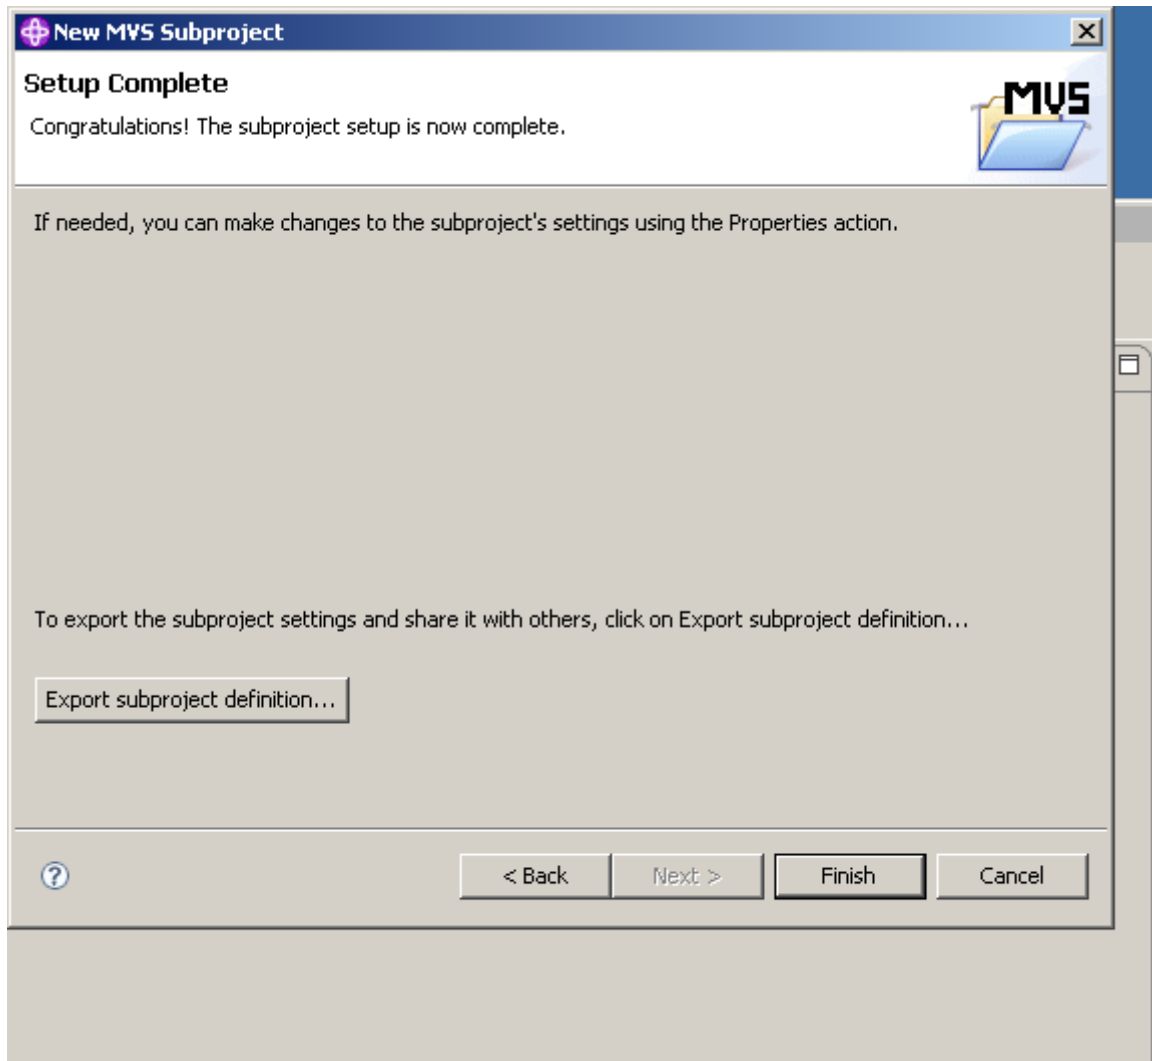 New MVS Subproject
Setup Complete
MVS
Congratulations! The subproject setup is now complete.
If needed, you can make changes to the subproject's settings using the Properties action.
To export the subproject settings and share it with others, click on Export subproject definition...
Export subproject definition...
?
< Back
Next >
Finish
Cancel